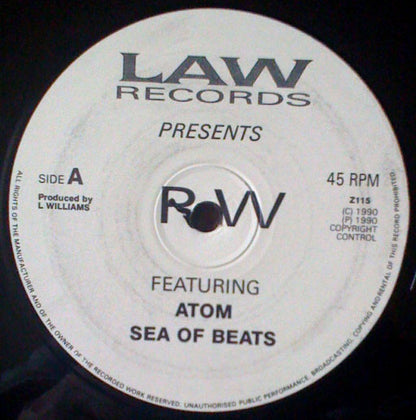 LAW
RECORDS
PRESENTS
SIDE A
45 RPM
Produced by
L WILLIAMS
RAW
Z115
(C) 1990
(P) 1990
COPYRIGHT
CONTROL
FEATURING
ATOM
SEA OF BEATS
ALL RIGHTS OF THE MANUFACTURER AND OF THE OWNER OF THE RECORDED WORK RESERVED. UNAUTHORISED PUBLIC PERFORMANCE, BROADCASTING, COPYING AND RENTAL OF THIS RECORD PROHIBITED.